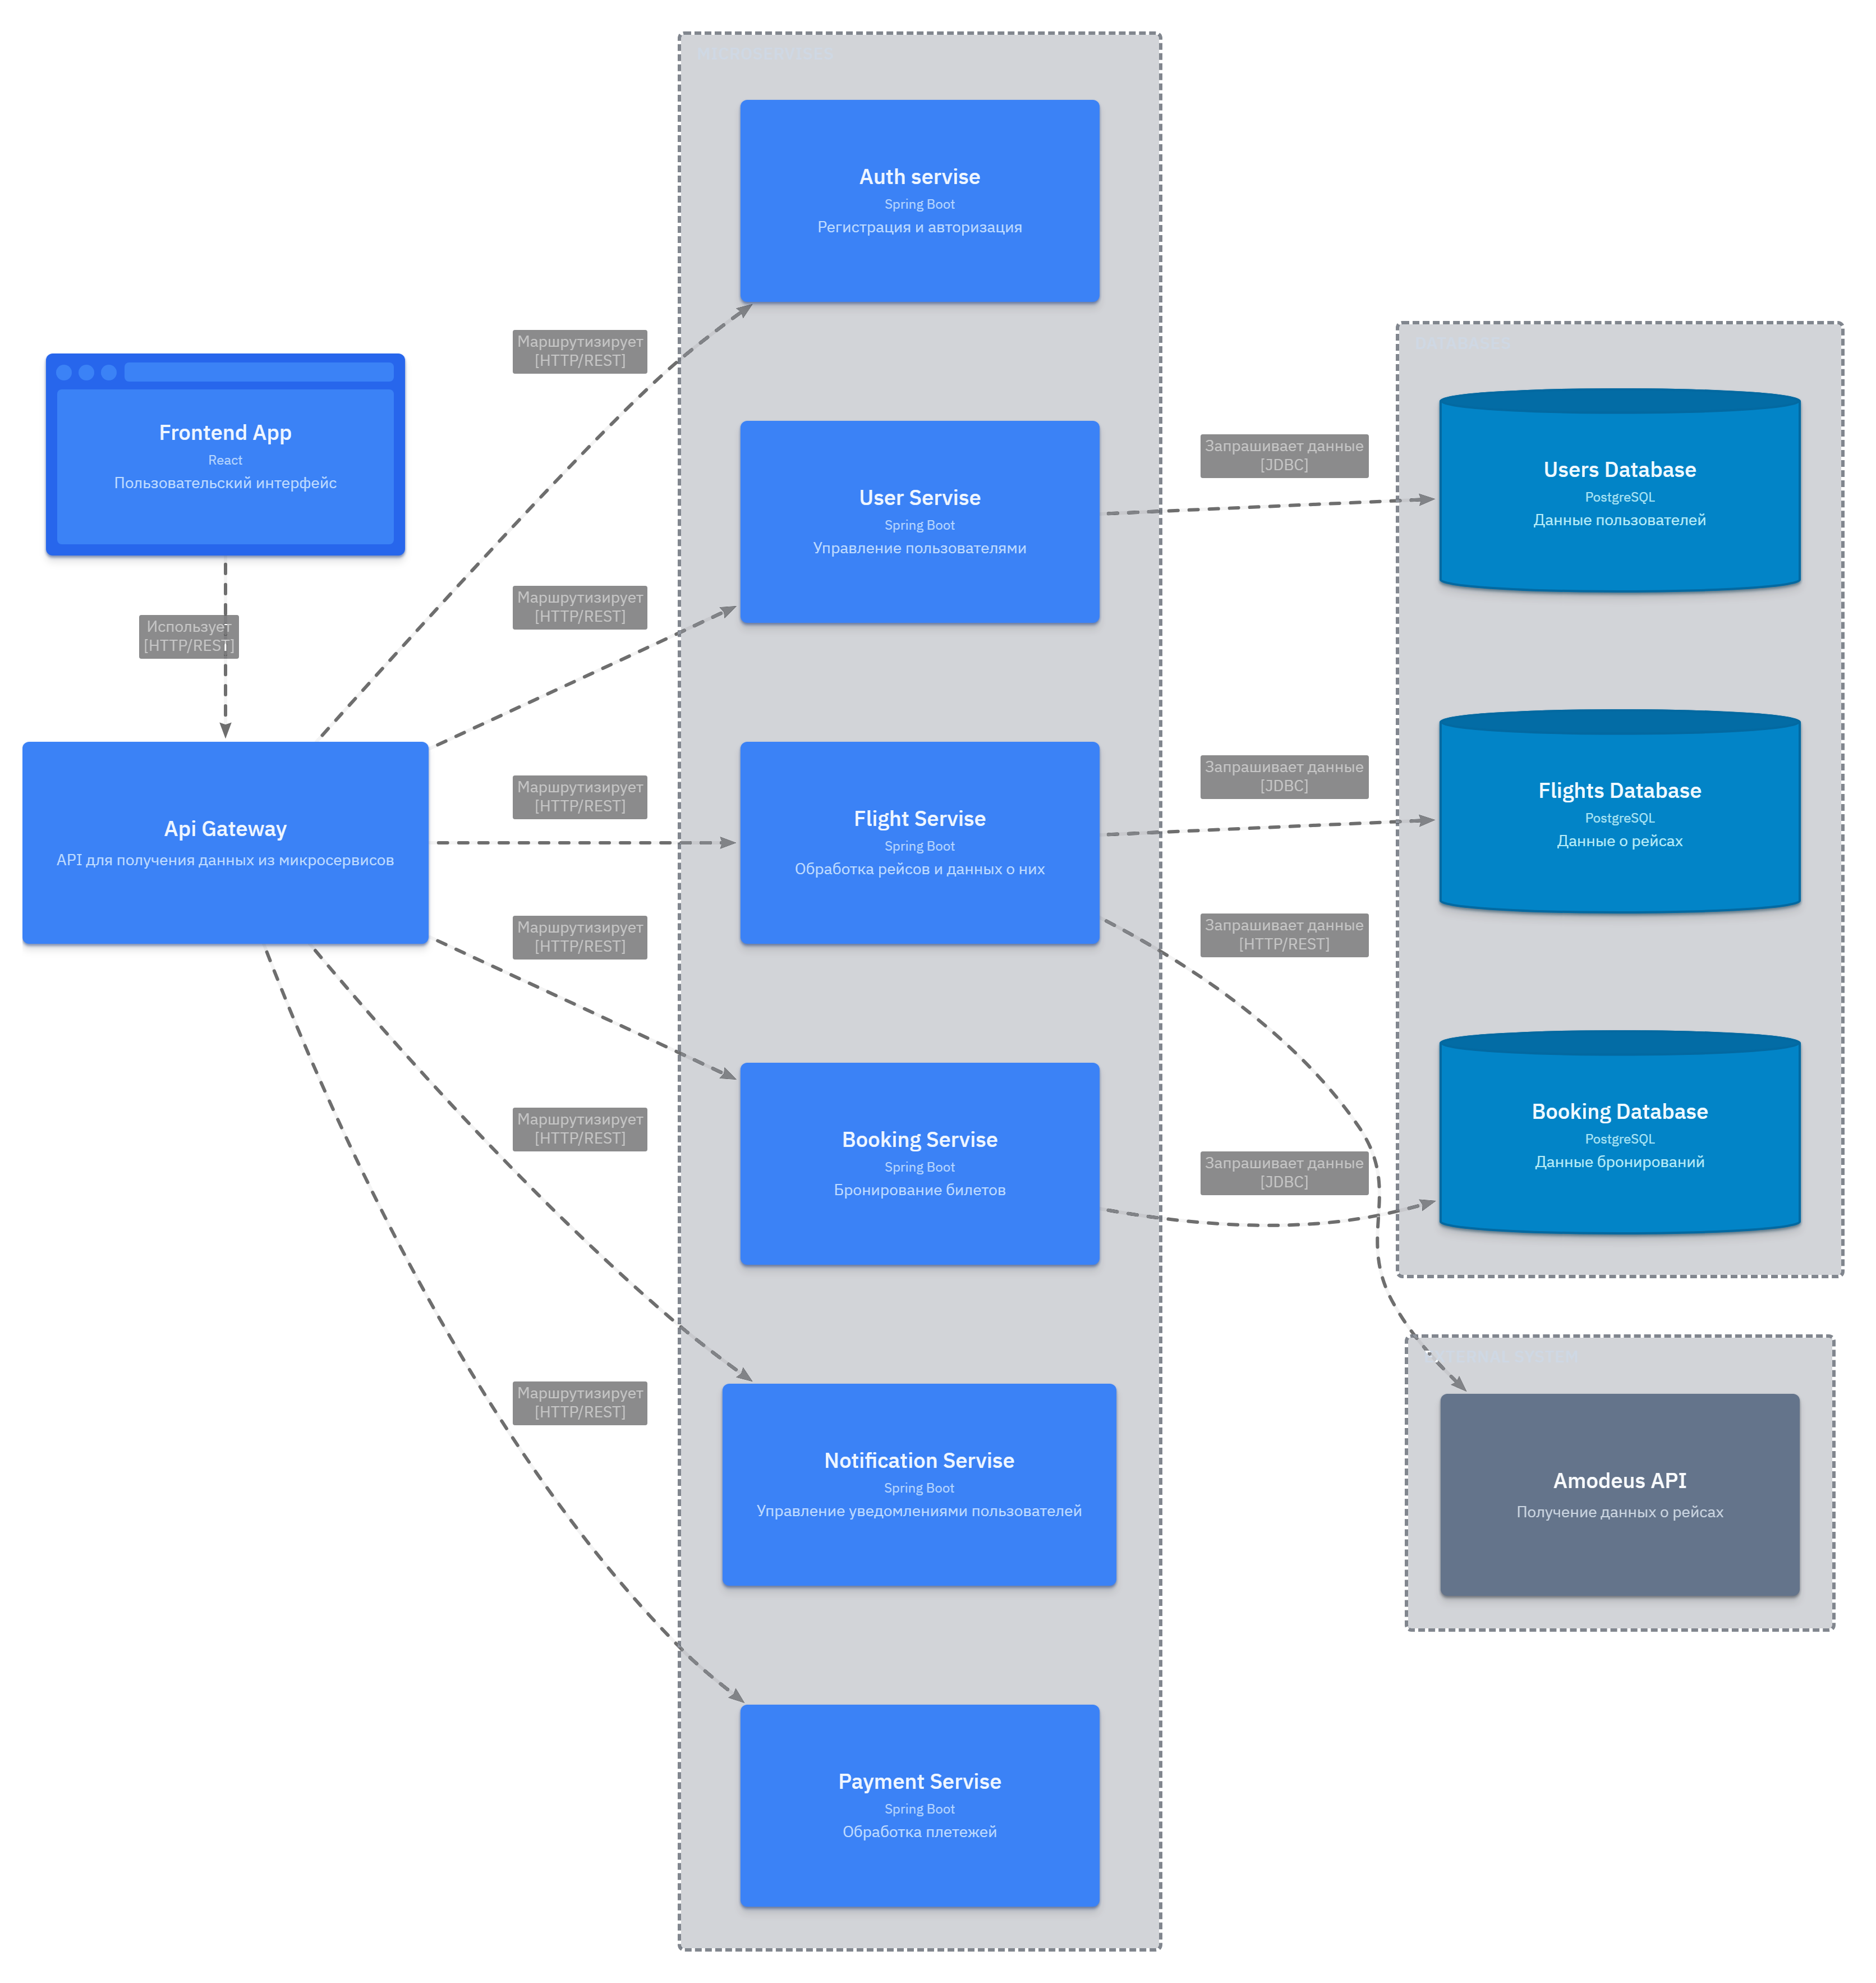 Frontend App
React
Пользовательский интерфейс
Использует
[HTTP/REST]
Api Gateway
API для получения данных из микросервисов
Маршрутизирует
[HTTP/REST]
Маршрутизирует
[HTTP/REST]
Маршрутизирует
[HTTP/REST]
Маршрутизирует
[HTTP/REST]
Маршрутизирует
[HTTP/REST]
Маршрутизирует
[HTTP/REST]
Auth servise
Spring Boot
Регистрация и авторизация
User Servise
Spring Boot
Управление пользователями
Flight Servise
Spring Boot
Обработка рейсов и данных о них
Booking Servise
Spring Boot
Бронирование билетов
Notification Servise
Spring Boot
Управление уведомлениями пользователей
Payment Servise
Spring Boot
Обработка плетежей
Запрашивает данные
[JDBC]
Запрашивает данные
[JDBC]
Запрашивает данные
[HTTP/REST]
Запрашивает данные
[JDBC]
DATABASES
Users Database
PostgreSQL
Данные пользователей
Flights Database
PostgreSQL
Данные о рейсах
Booking Database
PostgreSQL
Данные бронирований
Amodeus API
Получение данных о рейсах